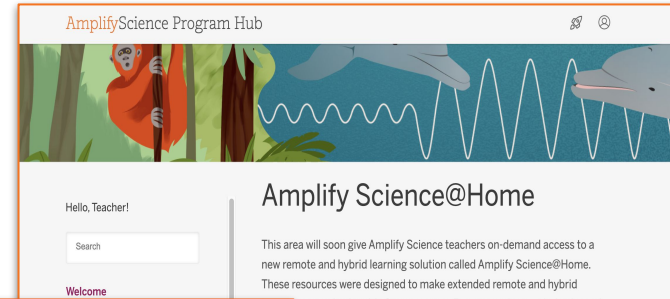 AmplifyScience Program Hub
Hello, Teacher!
Search
Welcome
Amplify Science@Home
This area will soon give Amplify Science teachers on-demand access to a
new remote and hybrid learning solution called Amplify Science@Home.
These resources were designed to make extended remote and hybrid